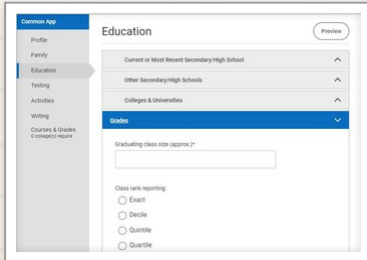 Common App
Profile
Family
Education
Testing
Activities
Writing
Courses & Grades
0 college(s) require
Education
Preview
Current or Most Recent Secondary/High School
Other Secondary/High Schools
Colleges & Universities
Grades
Graduating class size (approx.)*
Class rank reporting
Exact
Decile
Quintile
Quartile